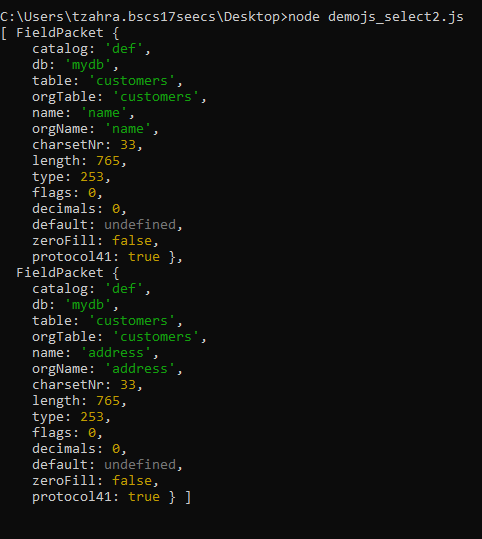 C:\Users\tzahra.bscs17seecs\Desktop>node demojs_select2.js
[ FieldPacket {
    catalog: 'def',
    db: 'mydb',
    table: 'customers',
    orgTable: 'customers',
    name: 'name',
    orgName: 'name',
    charsetNr: 33,
    length: 765,
    type: 253,
    flags: 0,
    decimals: 0,
    default: undefined,
    zeroFill: false,
    protocol41: true },
  FieldPacket {
    catalog: 'def',
    db: 'mydb',
    table: 'customers',
    orgTable: 'customers',
    name: 'address',
    orgName: 'address',
    charsetNr: 33,
    length: 765,
    type: 253,
    flags: 0,
    decimals: 0,
    default: undefined,
    zeroFill: false,
    protocol41: true } ]